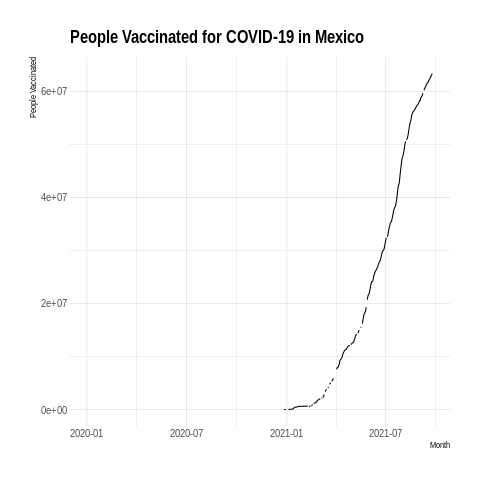 People Vaccinated for COVID-19 in Mexico
People Vaccinated
6e+07
4e+07
2e+07
0e+00
2020-01
2020-07
2021-01
2021-07
Month